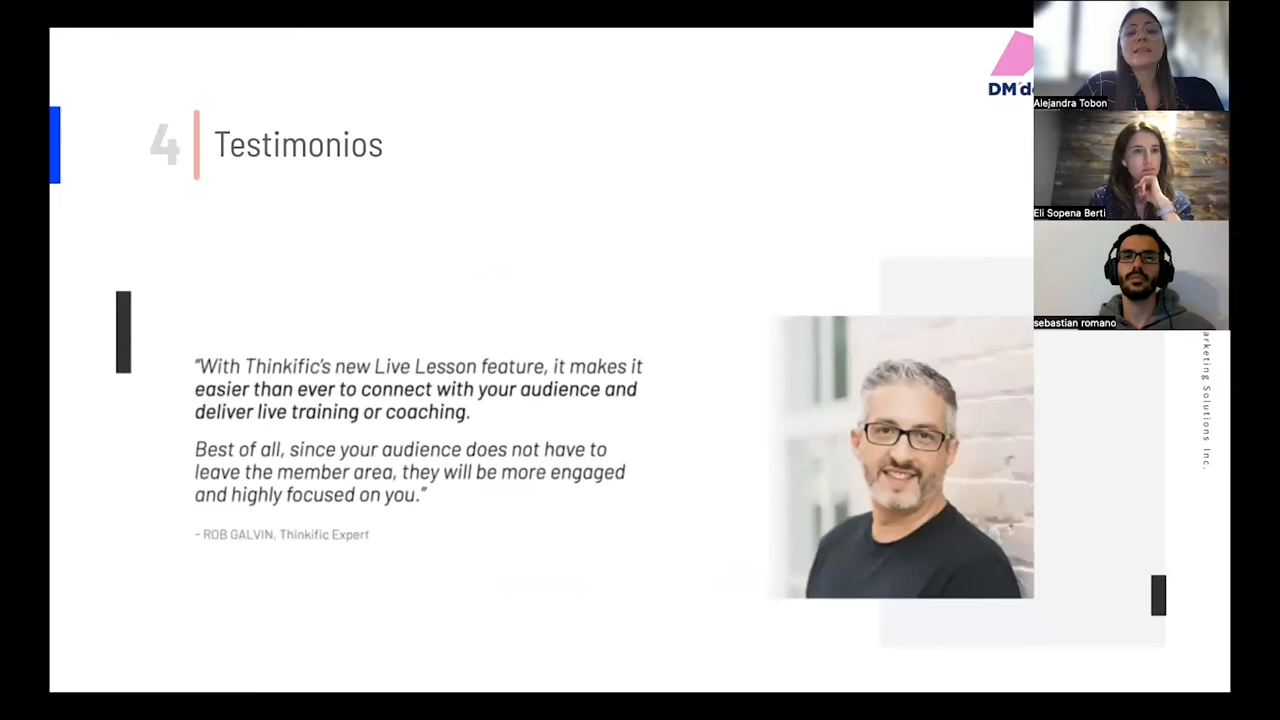 4 Testimonios
DM'd
Alejandra Tobon
Eli Sopena Berti
sebastian romano
“With Thinkific's new Live Lesson feature, it makes it
easier than ever to connect with your audience and
deliver live training or coaching.
Best of all, since your audience does not have to
leave the member area, they will be more engaged
and highly focused on you.”
– ROB GALVIN, Thinkific Expert
arketing Solutions Inc.